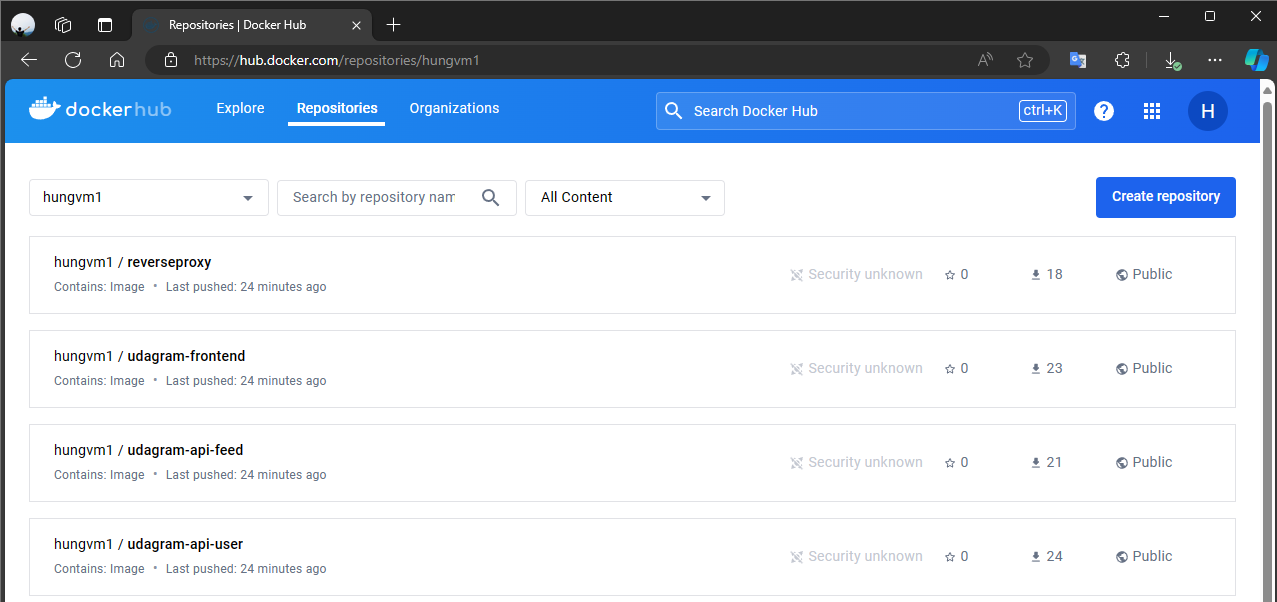 Repositories | Docker Hub
https://hub.docker.com/repositories/hungvm1
dockerhub Explore Repositories Organizations Search Docker Hub ctrl+K ? H
hungvm1 Search by repository nam All Content Create repository
hungvm1 / reverseproxy
Contains: Image • Last pushed: 24 minutes ago
Security unknown 0 18 Public
hungvm1 / udagram-frontend
Contains: Image • Last pushed: 24 minutes ago
Security unknown 0 23 Public
hungvm1 / udagram-api-feed
Contains: Image • Last pushed: 24 minutes ago
Security unknown 0 21 Public
hungvm1 / udagram-api-user
Contains: Image • Last pushed: 24 minutes ago
Security unknown 0 24 Public